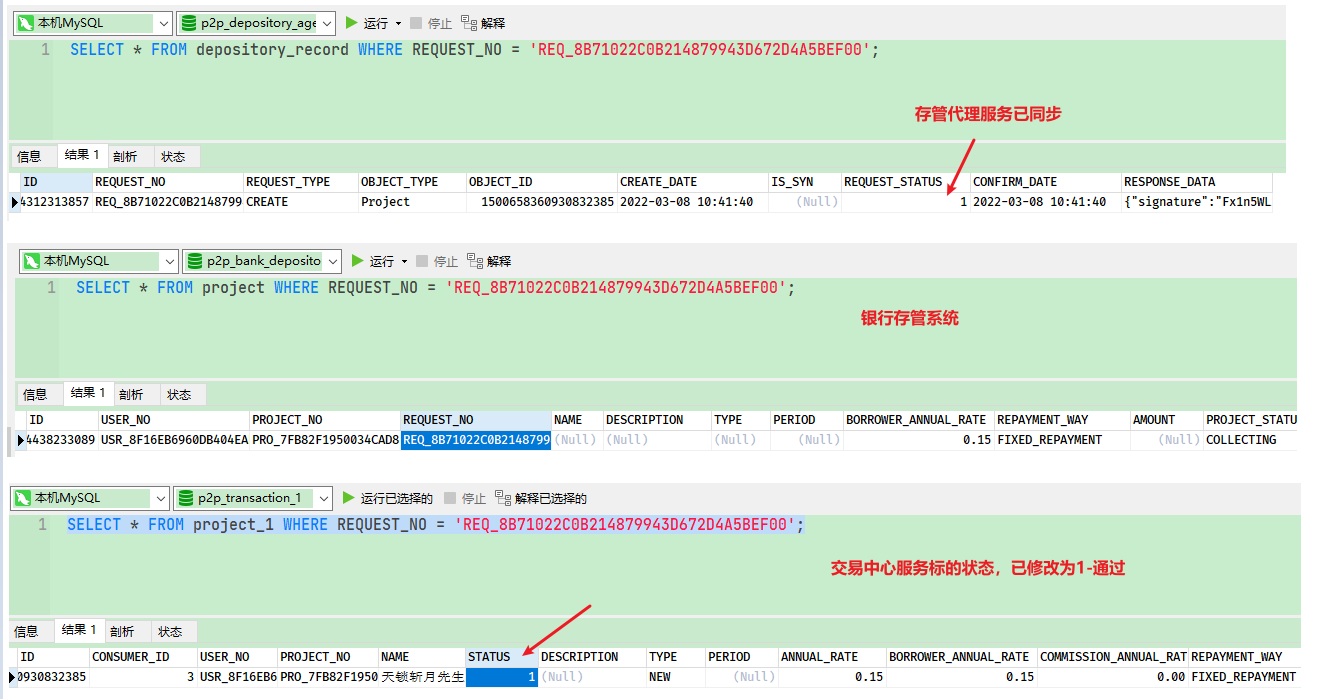 本机MySQL p2p_depository_age 运行 停止 解释
1 SELECT * FROM depository_record WHERE REQUEST_NO = 'REQ_8B71022C0B214879943D672D4A5BEF00';
存管代理服务已同步
信息 结果 1 剖析 状态
ID REQUEST_NO REQUEST_TYPE OBJECT_TYPE OBJECT_ID CREATE_DATE IS_SYN REQUEST_STATUS CONFIRM_DATE RESPONSE_DATA
4312313857 REQ_8B71022C0B2148799 CREATE Project 1500658360930832385 2022-03-08 10:41:40 (Null) 1 2022-03-08 10:41:40 {"signature":"Fx1n5WL
本机MySQL p2p_bank_deposito 运行 停止 解释
1 SELECT * FROM project WHERE REQUEST_NO = 'REQ_8B71022C0B214879943D672D4A5BEF00';
银行存管系统
信息 结果 1 剖析 状态
ID USER_NO PROJECT_NO REQUEST_NO NAME DESCRIPTION TYPE PERIOD BORROWER_ANNUAL_RATE REPAYMENT_WAY AMOUNT PROJECT_STATU
4438233089 USR_8F16EB6960DB404EA PRO_7FB82F1950034CAD8 REQ_8B71022C0B2148799 (Null) (Null) (Null) (Null) 0.15 FIXED_REPAYMENT (Null) COLLECTING
本机MySQL p2p_transaction_1 运行已选择的 停止 解释已选择的
1 SELECT * FROM project_1 WHERE REQUEST_NO = 'REQ_8B71022C0B214879943D672D4A5BEF00';
交易中心服务标的状态，已修改为1-通过
信息 结果 1 剖析 状态
ID CONSUMER_ID USER_NO PROJECT_NO NAME STATUS DESCRIPTION TYPE PERIOD ANNUAL_RATE BORROWER_ANNUAL_RATE COMMISSION_ANNUAL_RAT REPAYMENT_WAY
0930832385 3 USR_8F16EB6 PRO_7FB82F1950 天锁斩月先生 1 (Null) NEW (Null) 0.15 0.15 0.00 FIXED_REPAYMENT